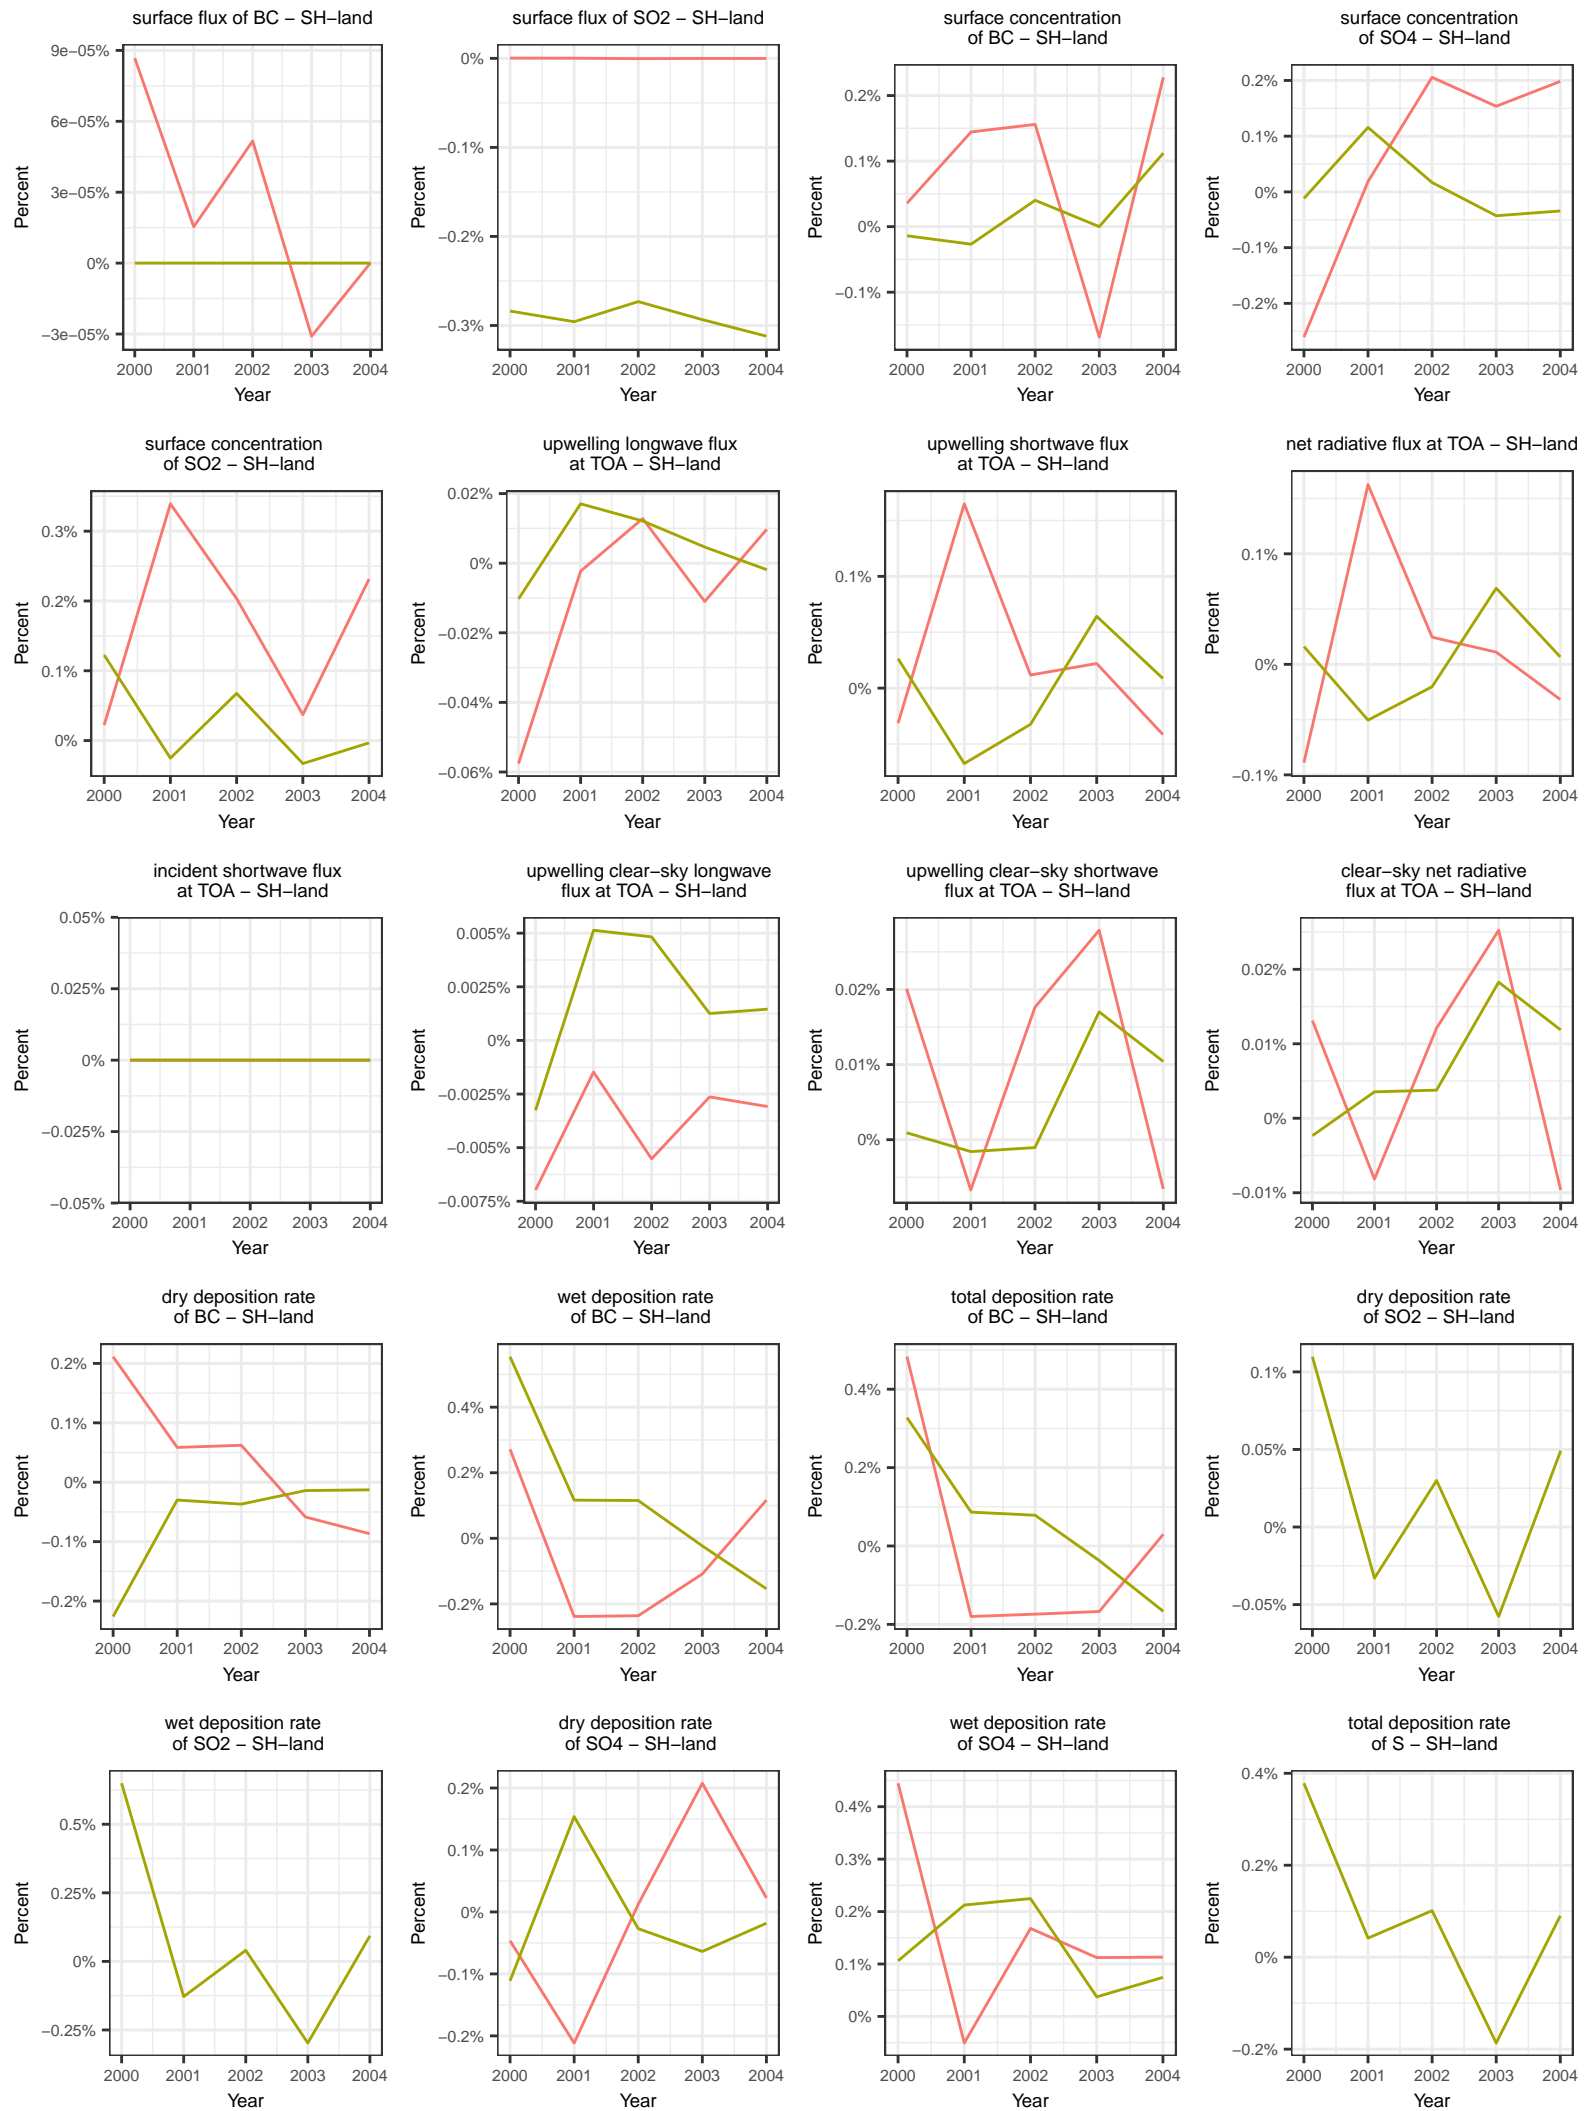 surface flux of BC − SH−land
9e−05%
6e−05%
3e−05%
0%
−3e−05%
Percent
2000 2001 2002 2003 2004
Year
surface flux of SO2 − SH−land
0%
−0.1%
−0.2%
−0.3%
Percent
2000 2001 2002 2003 2004
Year
surface concentration
of BC − SH−land
0.2%
0.1%
0%
−0.1%
Percent
2000 2001 2002 2003 2004
Year
surface concentration
of SO4 − SH−land
0.2%
0.1%
0%
−0.1%
−0.2%
Percent
2000 2001 2002 2003 2004
Year
surface concentration
of SO2 − SH−land
0.3%
0.2%
0.1%
0%
Percent
2000 2001 2002 2003 2004
Year
upwelling longwave flux
at TOA − SH−land
0.02%
0%
−0.02%
−0.04%
−0.06%
Percent
2000 2001 2002 2003 2004
Year
upwelling shortwave flux
at TOA − SH−land
0.1%
0%
Percent
2000 2001 2002 2003 2004
Year
net radiative flux at TOA − SH−land
0.1%
0%
−0.1%
Percent
2000 2001 2002 2003 2004
Year
incident shortwave flux
at TOA − SH−land
0.05%
0.025%
0%
−0.025%
−0.05%
Percent
2000 2001 2002 2003 2004
Year
upwelling clear−sky longwave
flux at TOA − SH−land
0.005%
0.0025%
0%
−0.0025%
−0.005%
−0.0075%
Percent
2000 2001 2002 2003 2004
Year
upwelling clear−sky shortwave
flux at TOA − SH−land
0.02%
0.01%
0%
Percent
2000 2001 2002 2003 2004
Year
clear−sky net radiative
flux at TOA − SH−land
0.02%
0.01%
0%
−0.01%
Percent
2000 2001 2002 2003 2004
Year
dry deposition rate
of BC − SH−land
0.2%
0.1%
0%
−0.1%
−0.2%
Percent
2000 2001 2002 2003 2004
Year
wet deposition rate
of BC − SH−land
0.4%
0.2%
0%
−0.2%
Percent
2000 2001 2002 2003 2004
Year
total deposition rate
of BC − SH−land
0.4%
0.2%
0%
−0.2%
Percent
2000 2001 2002 2003 2004
Year
dry deposition rate
of SO2 − SH−land
0.1%
0.05%
0%
−0.05%
Percent
2000 2001 2002 2003 2004
Year
wet deposition rate
of SO2 − SH−land
0.5%
0.25%
0%
−0.25%
Percent
2000 2001 2002 2003 2004
Year
dry deposition rate
of SO4 − SH−land
0.2%
0.1%
0%
−0.1%
−0.2%
Percent
2000 2001 2002 2003 2004
Year
wet deposition rate
of SO4 − SH−land
0.4%
0.3%
0.2%
0.1%
0%
Percent
2000 2001 2002 2003 2004
Year
total deposition rate
of S − SH−land
0.4%
0.2%
0%
−0.2%
Percent
2000 2001 2002 2003 2004
Year